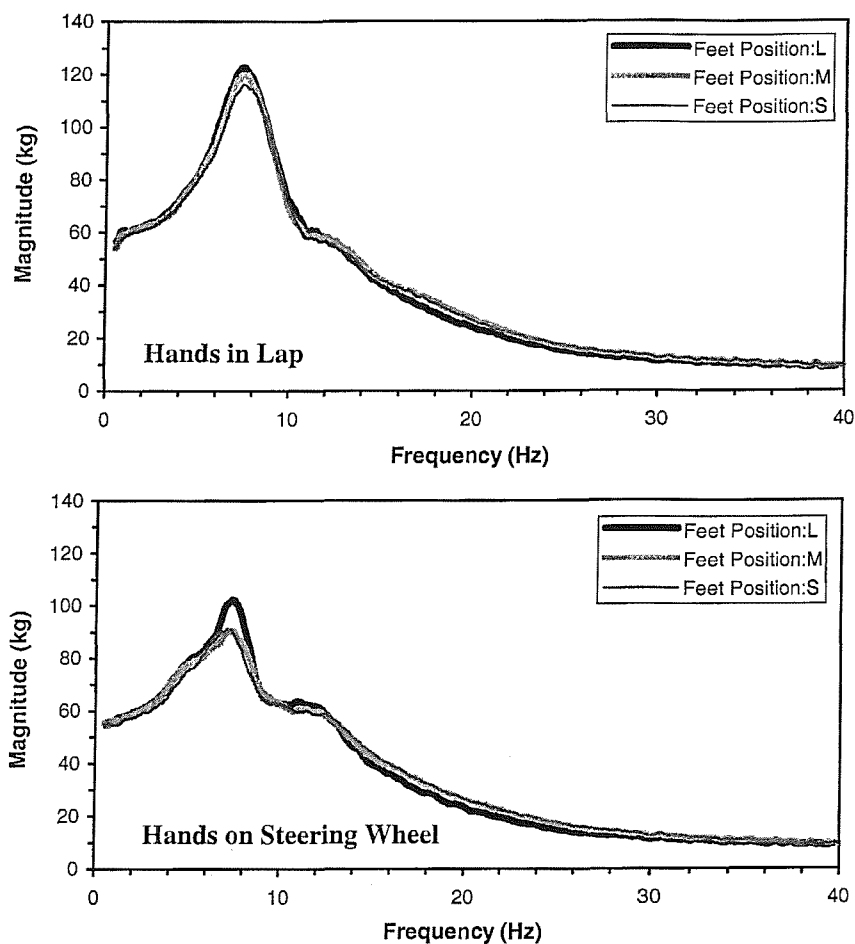 140
120
100
80
60
40
20
0
Magnitude (kg)
Feet Position:L
Feet Position:M
Feet Position:S
Hands in Lap
0 10 20 30 40
Frequency (Hz)
140
120
100
80
60
40
20
0
Magnitude (kg)
Feet Position:L
Feet Position:M
Feet Position:S
Hands on Steering Wheel
0 10 20 30 40
Frequency (Hz)